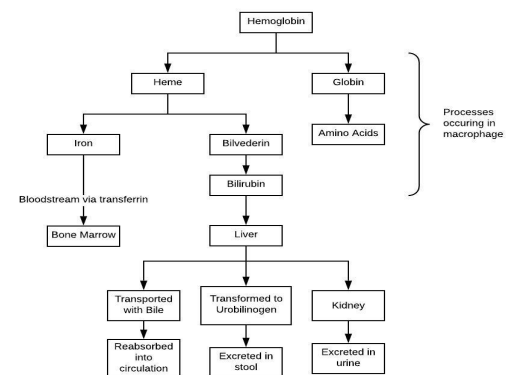 Hemoglobin
Heme
Globin
Processes
occuring in
macrophage
Iron
Bilvederin
Amino Acids
Bilirubin
Bloodstream via transferrin
Bone Marrow
Liver
Transported
with Bile
Transformed to
Urobilinogen
Kidney
Reabsorbed
into
circulation
Excreted in
stool
Excreted in
urine